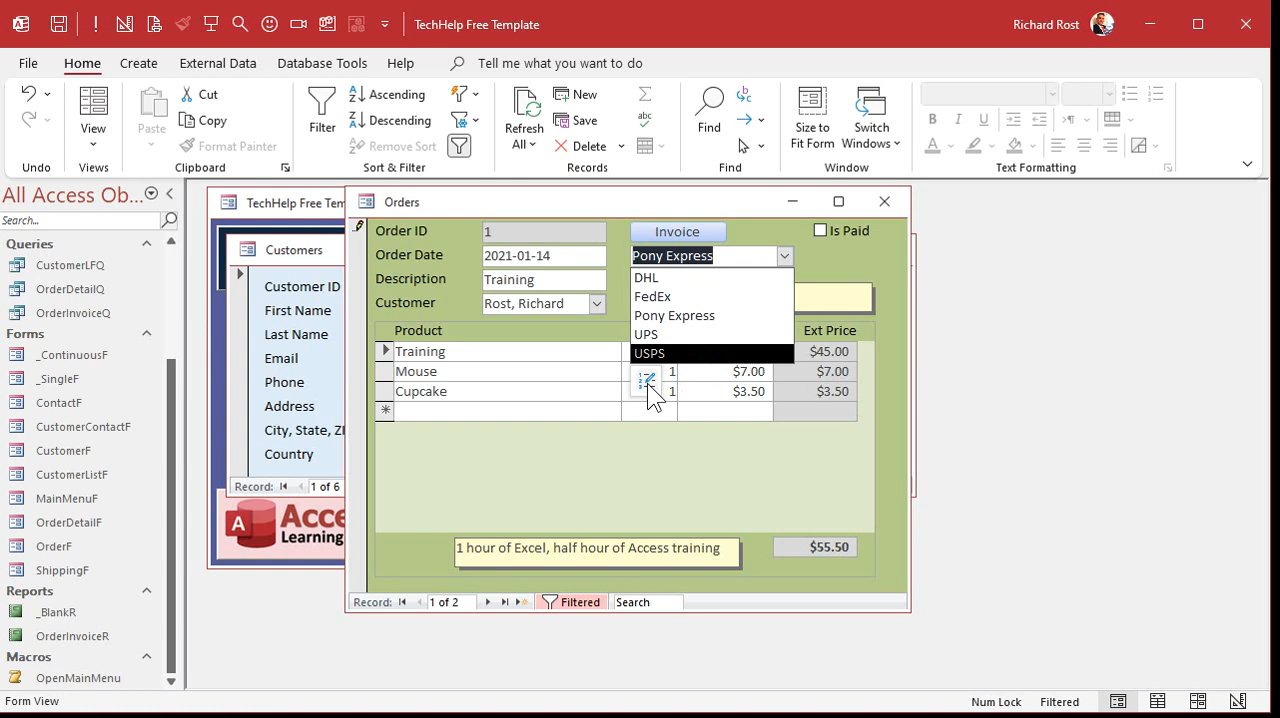 TechHelp Free Template
Richard Rost
File Home Create External Data Database Tools Help Tell me what you want to do
Undo
View
Views
Paste
Cut
Copy
Format Painter
Clipboard
Filter
Ascending
Descending
Remove Sort
Sort & Filter
Refresh
All
New
Save
Delete
Records
Find
Find
Size to
Fit Form
Switch
Windows
Window
B I U
A
Text Formatting
All Access Ob...
Search...
Queries
CustomerLFQ
OrderDetailQ
OrderInvoiceQ
Forms
_ContinuousF
_SingleF
ContactF
CustomerContactF
CustomerF
CustomerListF
MainMenuF
OrderDetailF
OrderF
ShippingF
Reports
_BlankR
OrderInvoiceR
Macros
OpenMainMenu
TechHelp Free Tem
Customers
Customer ID
First Name
Last Name
Email
Phone
Address
City, State, ZI
Country
Record: 1 of 6
A Acce
Learning
Orders
Order ID 1 Invoice Is Paid
Order Date 2021-01-14 Pony Express
Description Training
Customer Rost, Richard
DHL
FedEx
Pony Express
UPS
USPS
Product Ext Price
Training $45.00
Mouse 1 $7.00 $7.00
Cupcake 1 $3.50 $3.50
1 hour of Excel, half hour of Access training $55.50
Record: 1 of 2 Filtered Search
Form View Num Lock Filtered